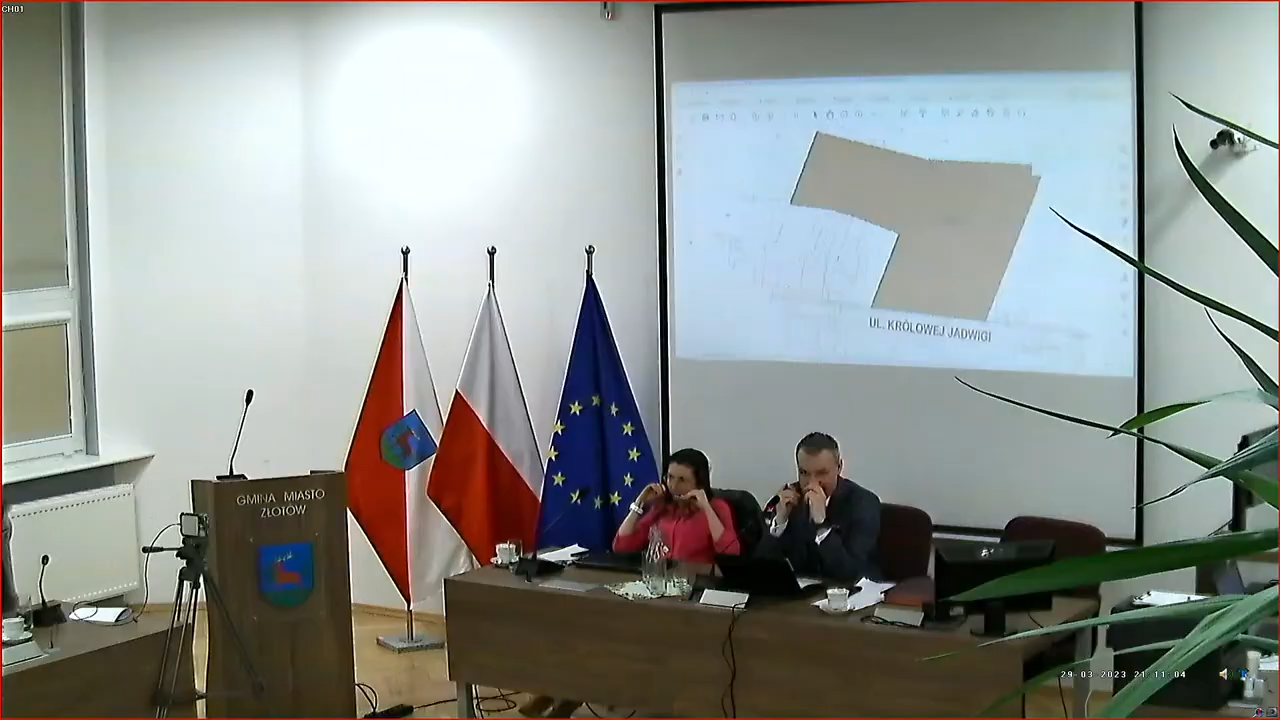 CH01
UL. KRÓLOWEJ JADWIGI
GMINA MIASTO
ZŁOTÓW
29-03-2023 21:11:04